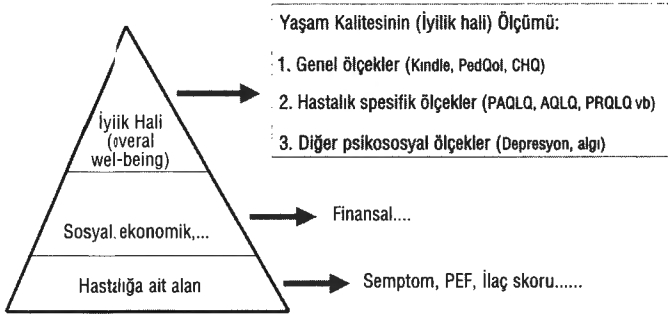 Yaşam Kalitesinin (İyilik hali) Ölçümü:
1. Genel ölçekler (Kındle, PedQol, CHQ)
2. Hastalık spesifik ölçekler (PAQLQ, AQLQ, PRQLQ vb)
3. Diğer psikososyal ölçekler (Depresyon, algı)
İyiik Hali
(overal
wel-being)
Sosyal, ekonomik,...
Finansal....
Hastalığa ait alan
Semptom, PEF, İlaç skoru......